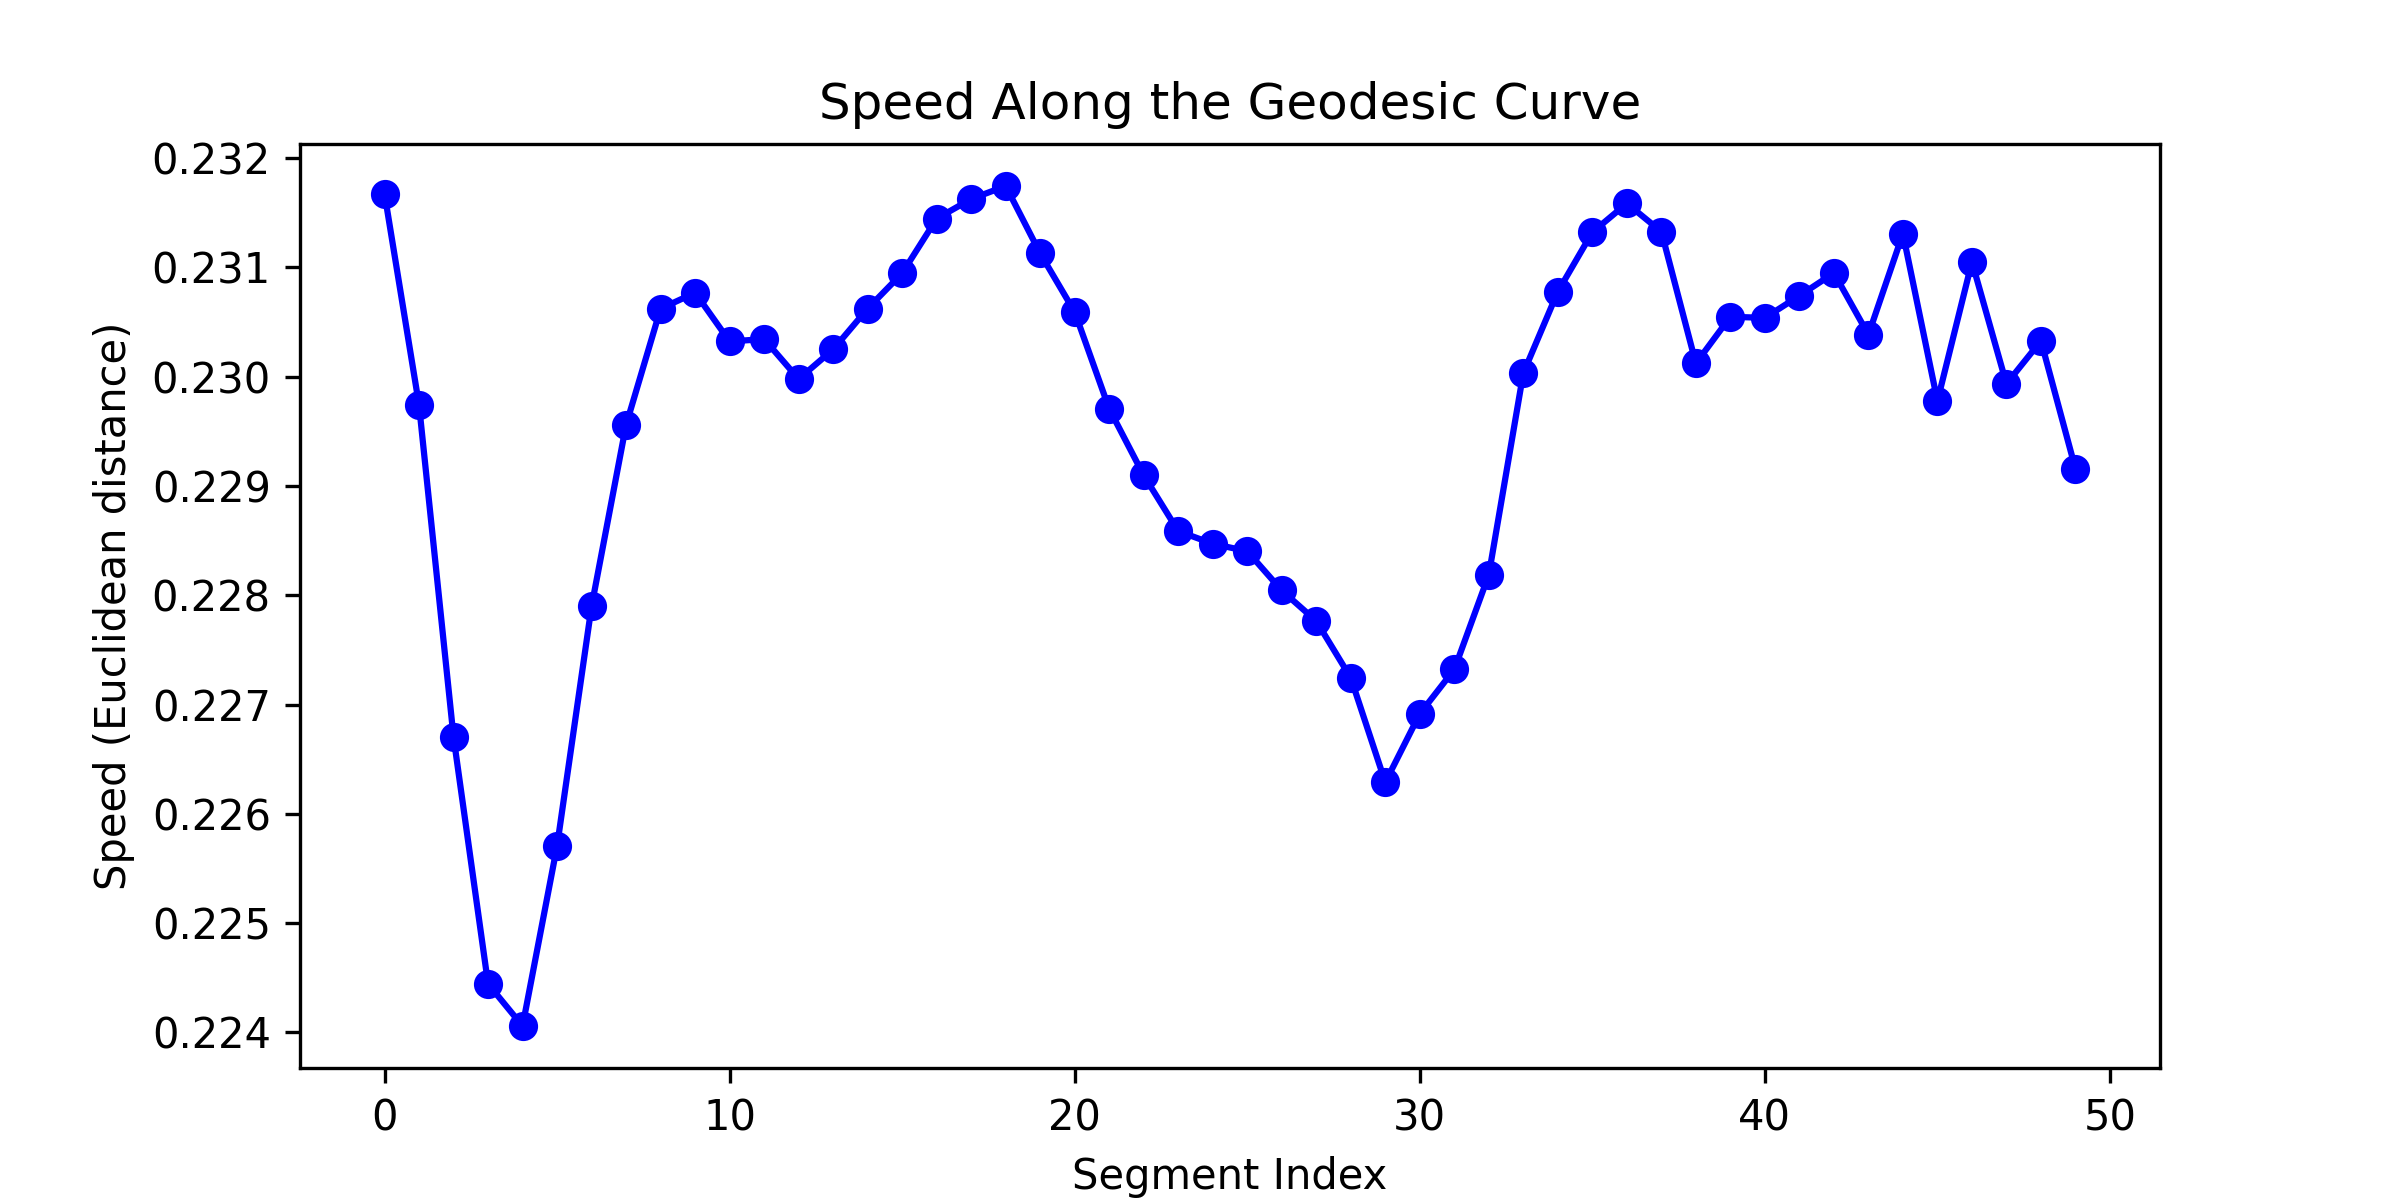 Speed Along the Geodesic Curve
Speed (Euclidean distance)
0.232
0.231
0.230
0.229
0.228
0.227
0.226
0.225
0.224
0 10 20 30 40 50
Segment Index